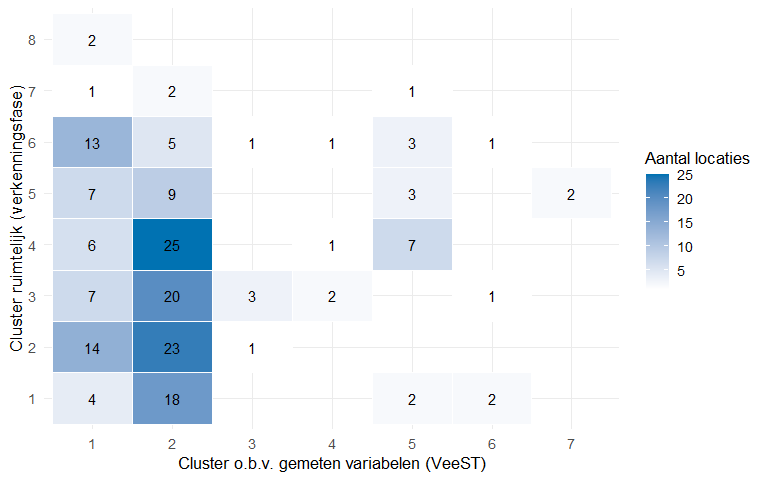 8 2
7 1 2 1
6 13 5 1 1 3 1
5 7 9 3 2
4 6 25 1 7
3 7 20 3 2 1
2 14 23 1
1 4 18 2 2
1 2 3 4 5 6 7
Cluster o.b.v. gemeten variabelen (VeeST)
Cluster ruimtelijk (verkenningsfase)
Aantal locaties
25
20
15
10
5